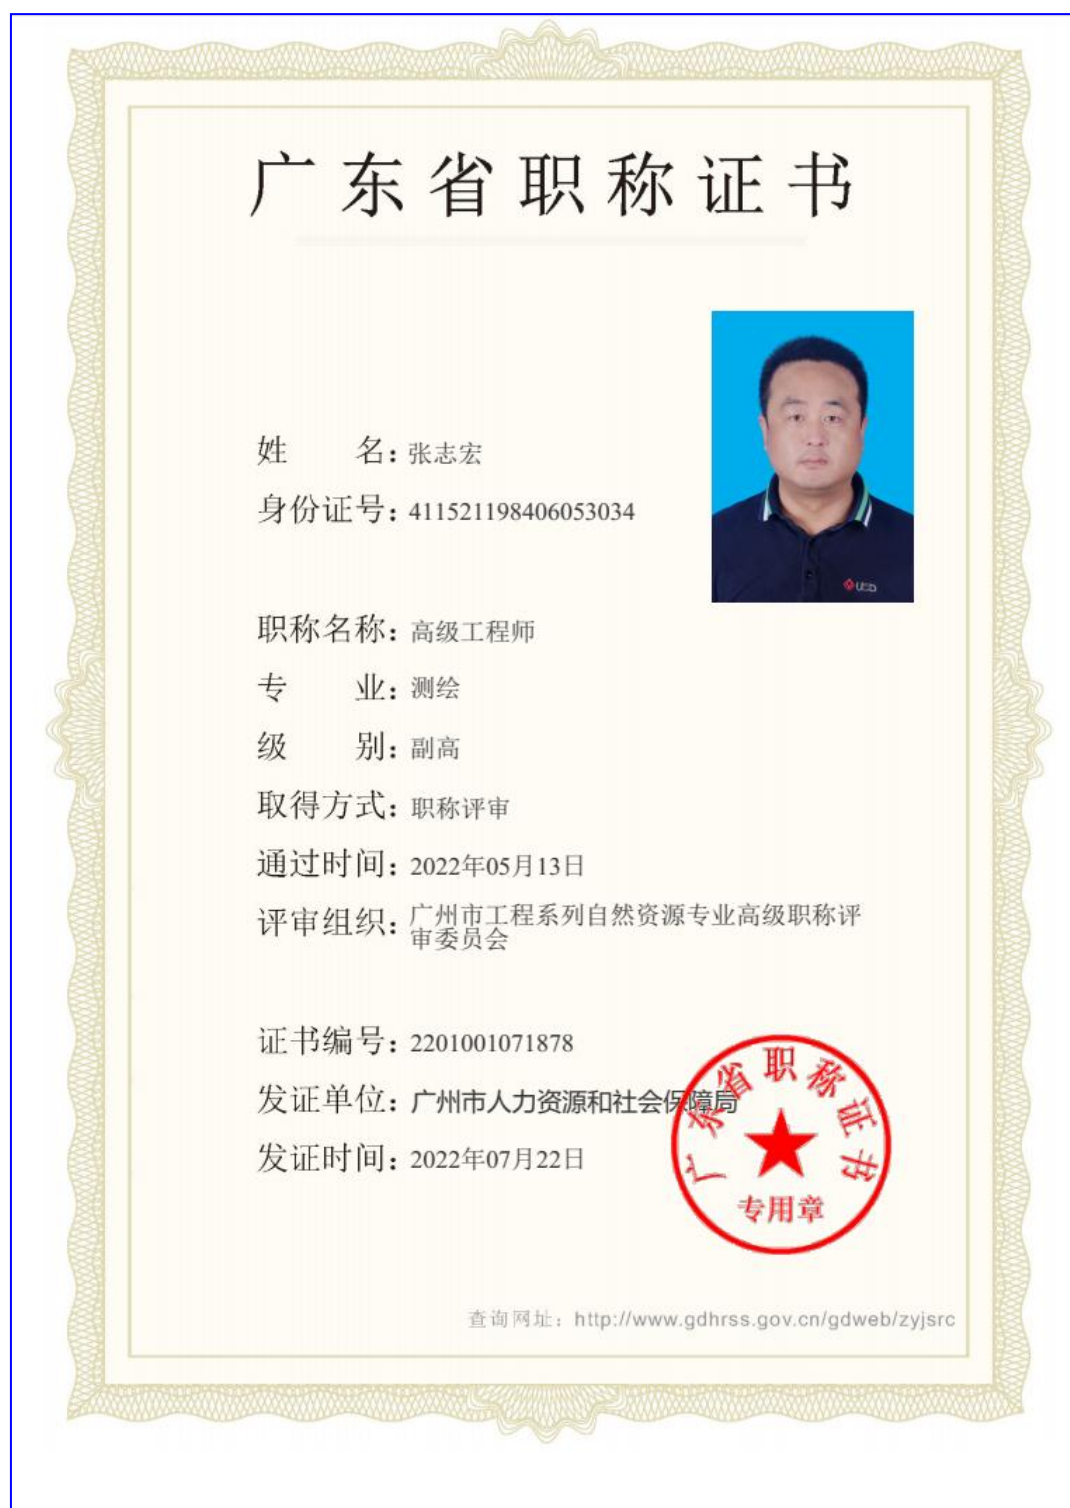 广东省职称证书
姓 名：张志宏
身份证号：411521198406053034
职称名称：高级工程师
专 业：测绘
级 别：副高
取得方式：职称评审
通过时间：2022年05月13日
评审组织：广州市工程系列自然资源专业高级职称评
审委员会
证书编号：2201001071878
发证单位：广州市人力资源和社会保障局
发证时间：2022年07月22日
广东省职称证书
专用章
查询网址：http://www.gdhrss.gov.cn/gdweb/zyjsrc